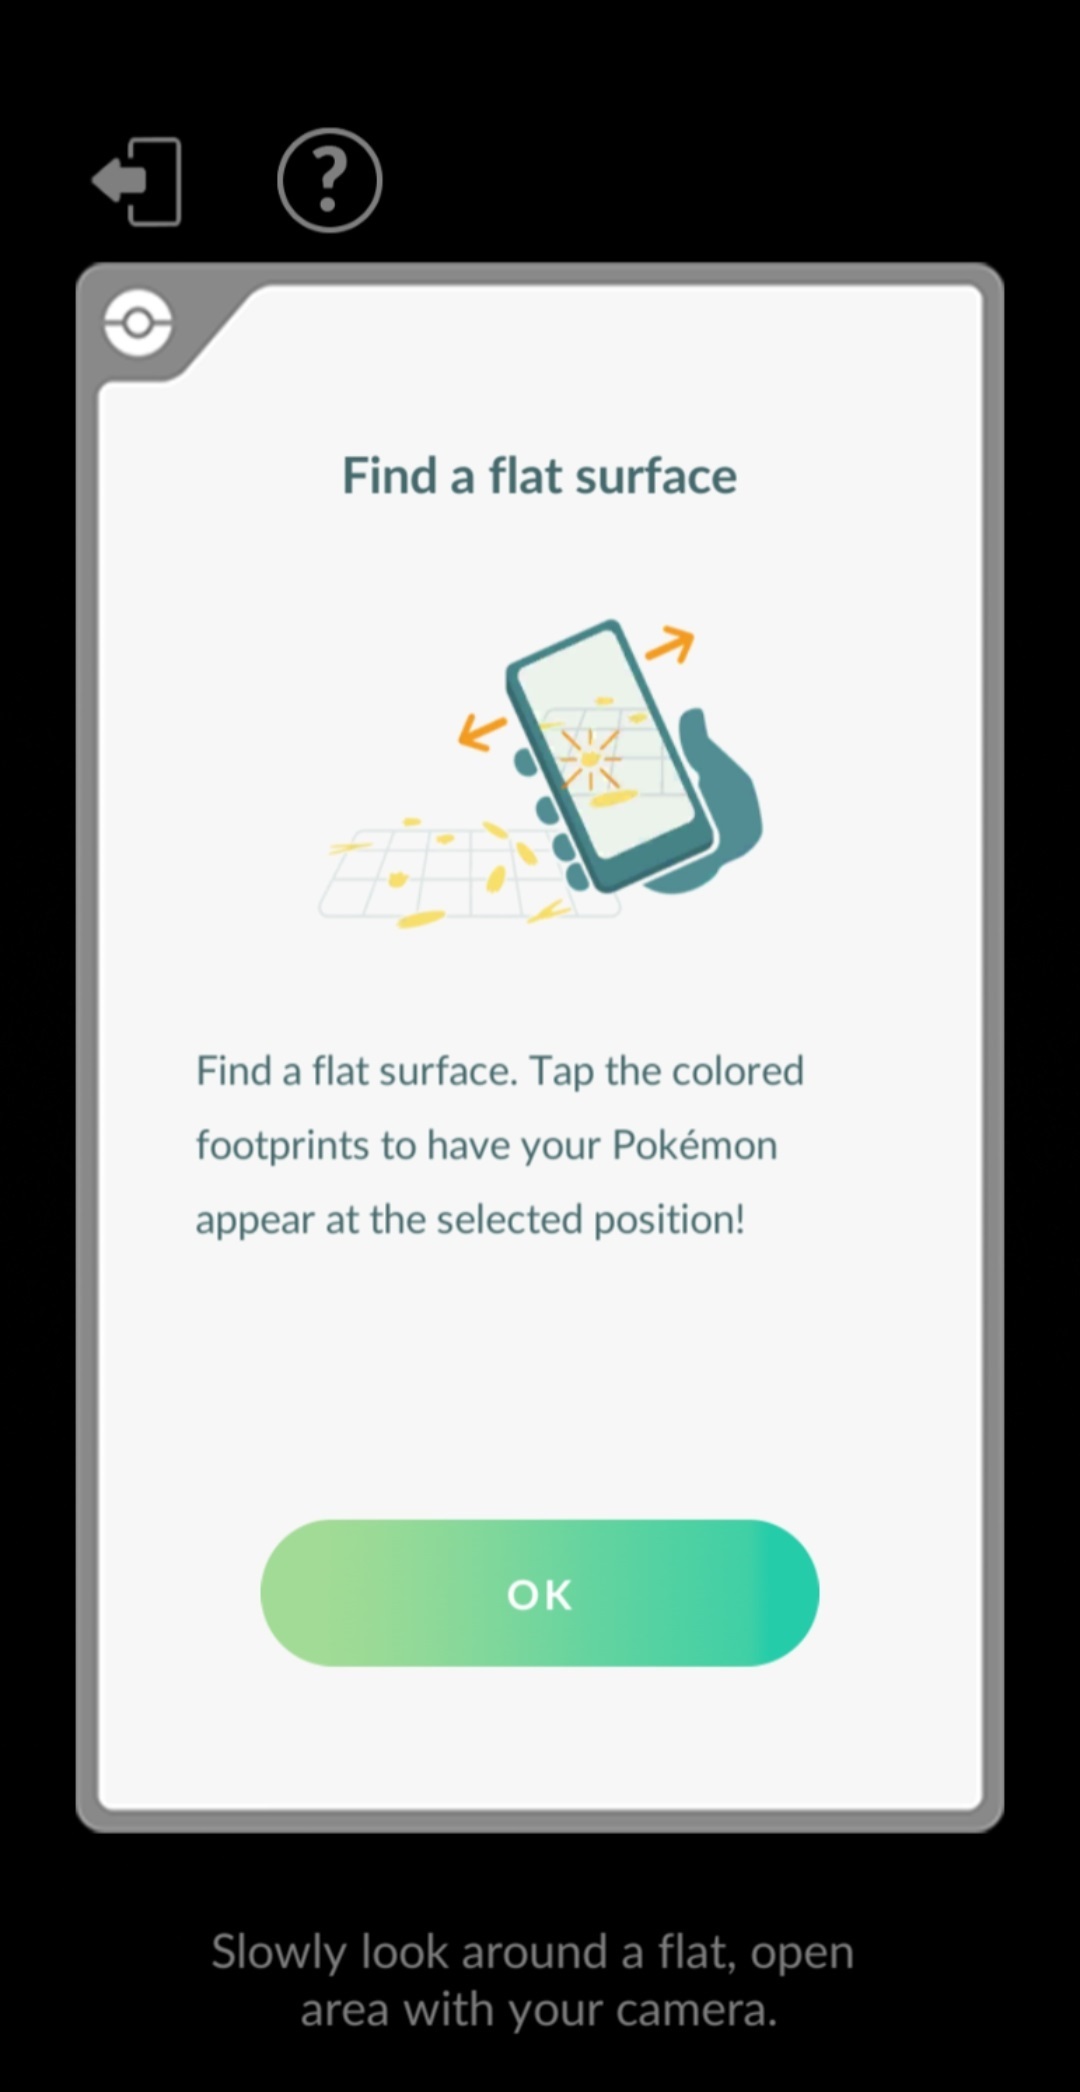 ?
Find a flat surface
Find a flat surface. Tap the colored
footprints to have your Pokémon
appear at the selected position!
OK
Slowly look around a flat, open
area with your camera.